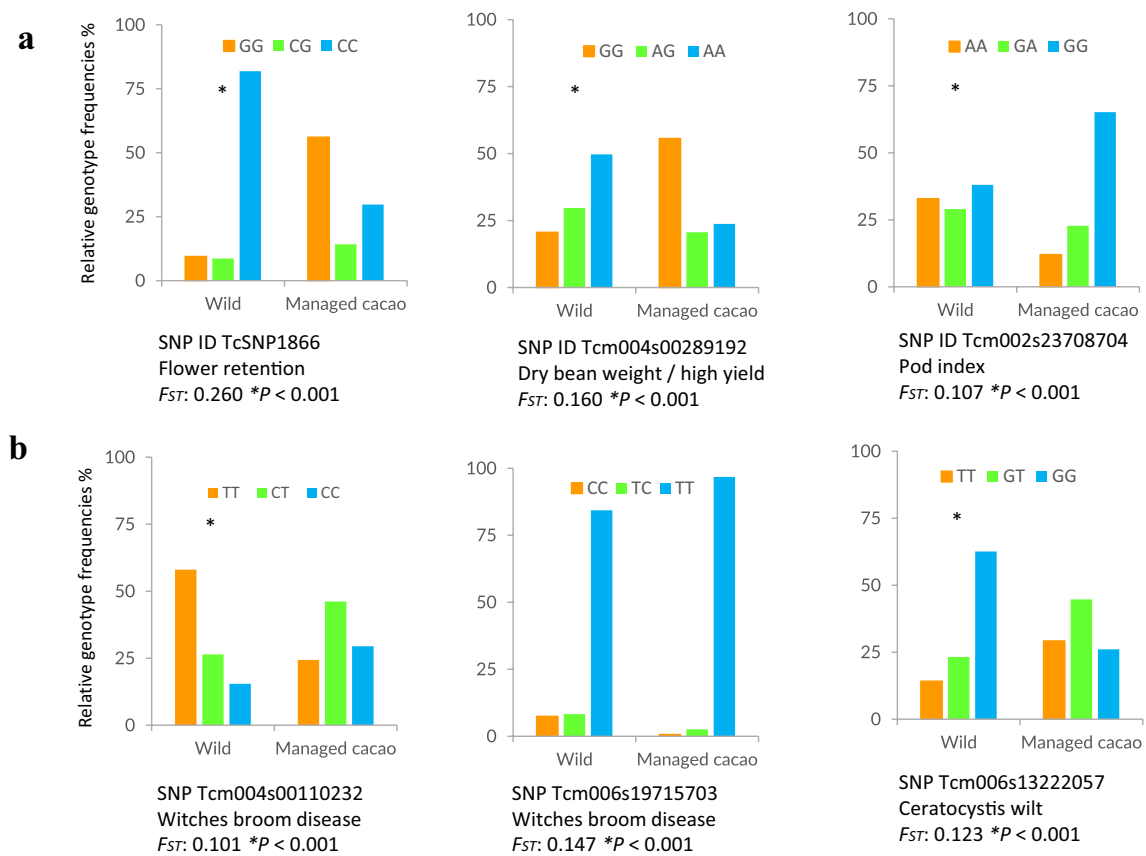 a
Relative genotype frequencies %
100
75
50
25
0
GG CG CC
*
Wild Managed cacao
SNP ID TcSNP1866
Flower retention
FST: 0.260 *P < 0.001
100
75
50
25
0
GG AG AA
*
Wild Managed cacao
SNP ID Tcm004s00289192
Dry bean weight / high yield
FST: 0.160 *P < 0.001
100
75
50
25
0
AA GA GG
*
Wild Managed cacao
SNP ID Tcm002s23708704
Pod index
FST: 0.107 *P < 0.001
b
Relative genotype frequencies %
100
75
50
25
0
TT CT CC
*
Wild Managed cacao
SNP Tcm004s00110232
Witches broom disease
FST: 0.101 *P < 0.001
100
75
50
25
0
CC TC TT
Wild Managed cacao
SNP Tcm006s19715703
Witches broom disease
FST: 0.147 *P < 0.001
100
75
50
25
0
TT GT GG
*
Wild Managed cacao
SNP Tcm006s13222057
Ceratocystis wilt
FST: 0.123 *P < 0.001